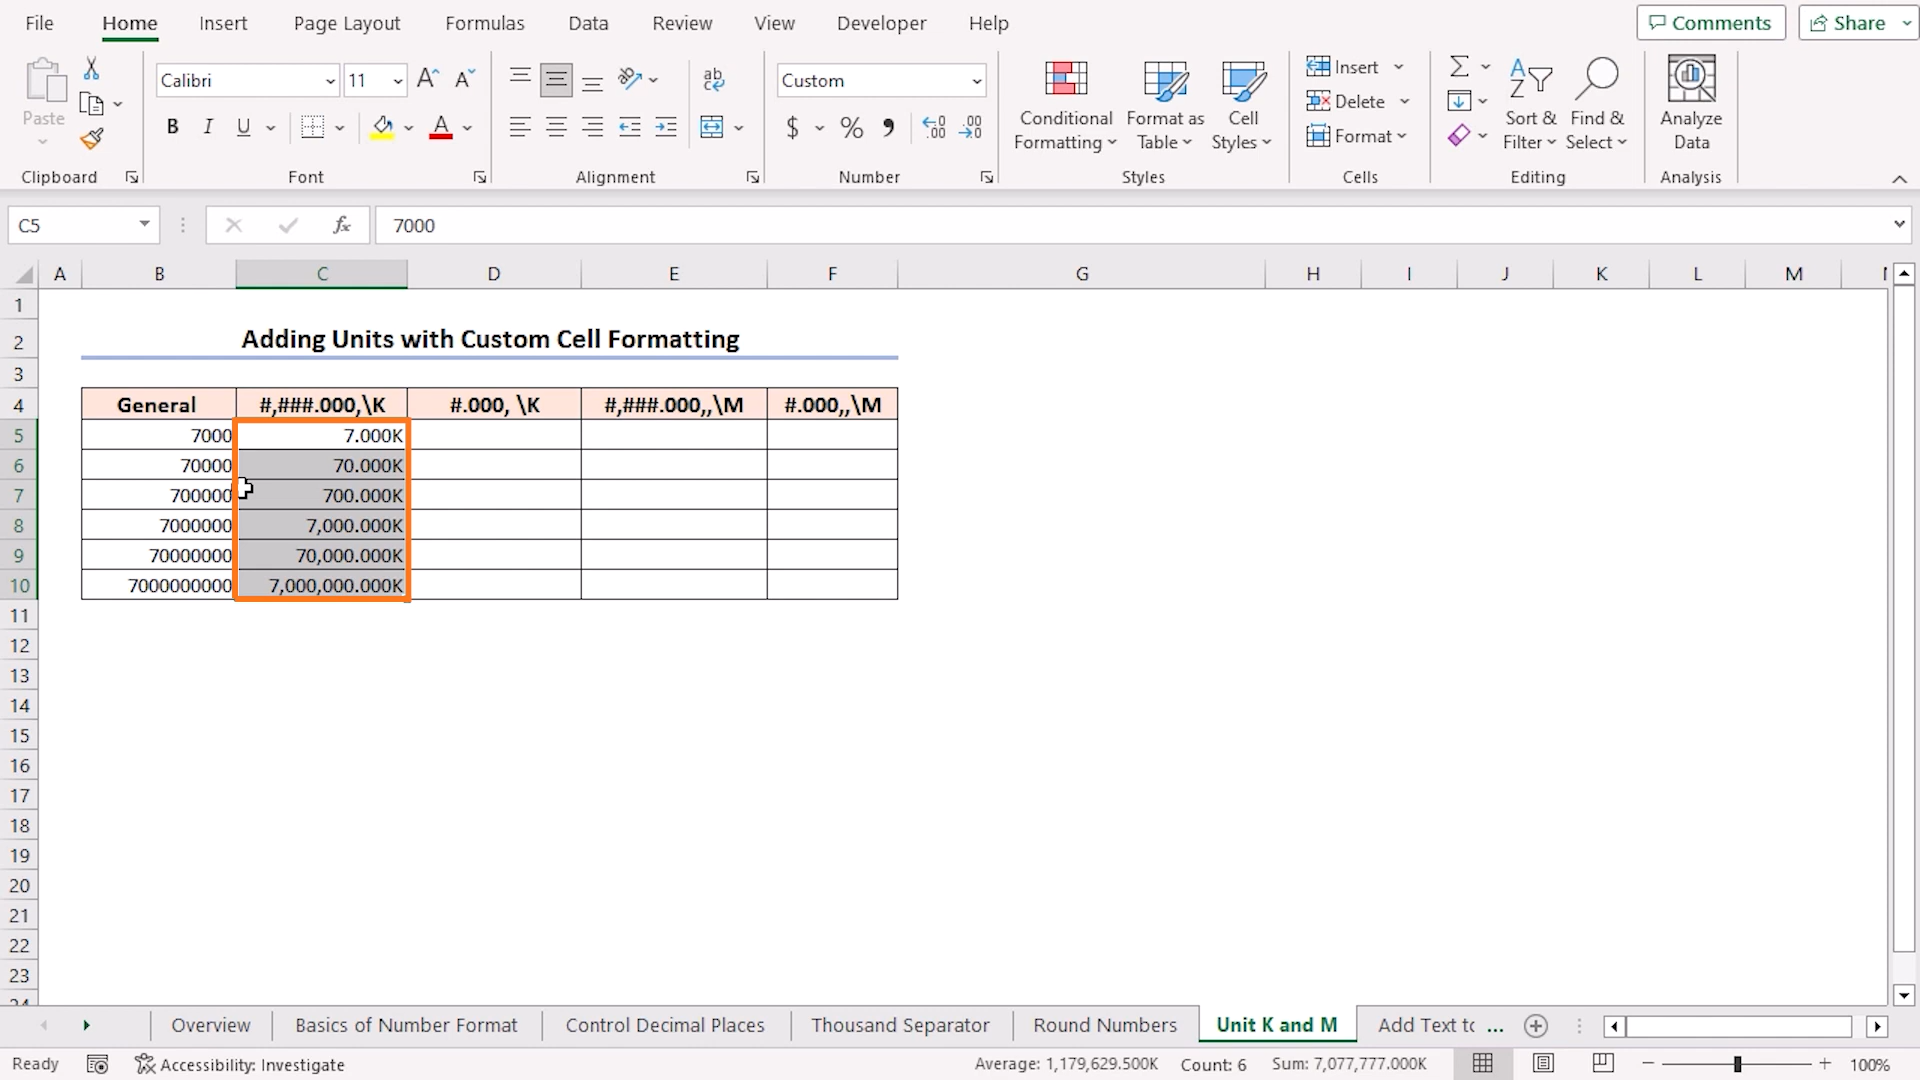 File Home Insert Page Layout Formulas Data Review View Developer Help Comments Share
Paste Calibri 11 B I U ab Custom $ % Conditional Formatting Format as Table Cell Styles Insert Delete Format Sort & Filter Find & Select Analyze Data
Clipboard Font Alignment Number Styles Cells Editing Analysis
C5 fx 7000
A B C D E F G H I J K L M
1
2 Adding Units with Custom Cell Formatting
3
4 General #,###.000,\K #.000, \K #,###.000,,\M #.000,,\M
5 7000 7.000K
6 70000 70.000K
7 700000 700.000K
8 7000000 7,000.000K
9 70000000 70,000.000K
10 7000000000 7,000,000.000K
11
12
13
14
15
16
17
18
19
20
21
22
23
24
Overview Basics of Number Format Control Decimal Places Thousand Separator Round Numbers Unit K and M Add Text to ...
Ready Accessibility: Investigate Average: 1,179,629.500K Count: 6 Sum: 7,077,777.000K 100%